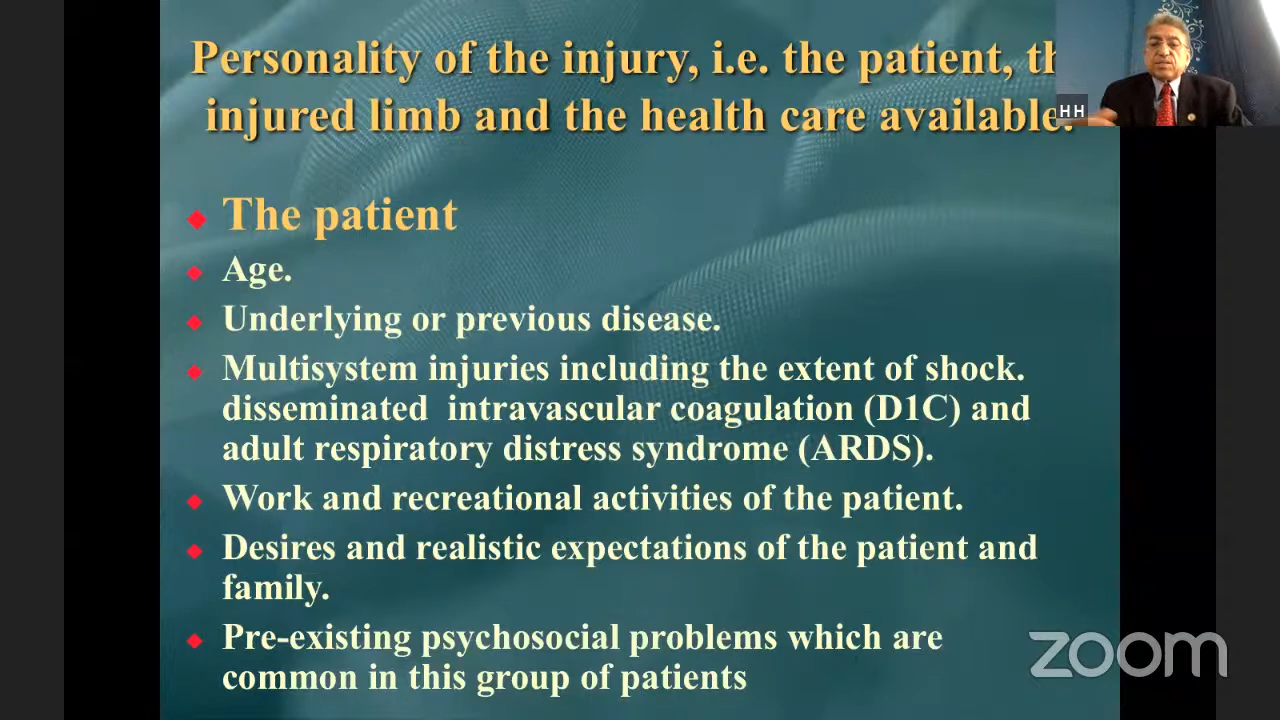 Personality of the injury, i.e. the patient, th
injured limb and the health care available.
HH
The patient
Age.
Underlying or previous disease.
Multisystem injuries including the extent of shock.
disseminated intravascular coagulation (D1C) and
adult respiratory distress syndrome (ARDS).
Work and recreational activities of the patient.
Desires and realistic expectations of the patient and
family.
Pre-existing psychosocial problems which are
common in this group of patients
zoom